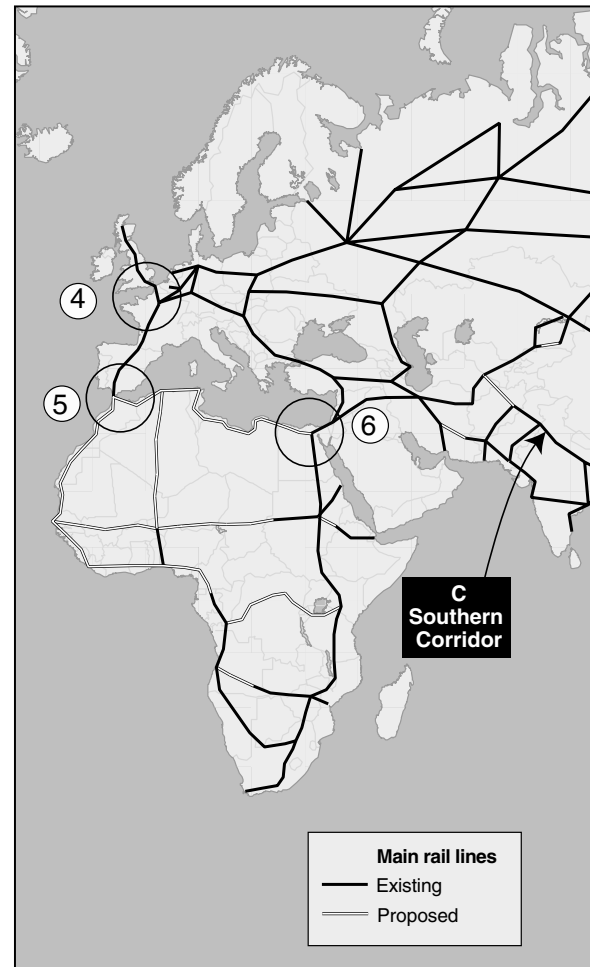 4
5
6
C
Southern
Corridor
Main rail lines
Existing
Proposed